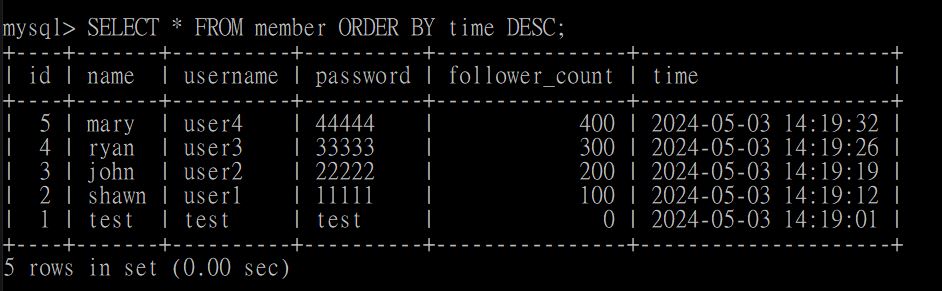 mysql> SELECT * FROM member ORDER BY time DESC;
+----+-------+----------+----------+----------------+---------------------+
| id | name  | username | password | follower_count | time                |
+----+-------+----------+----------+----------------+---------------------+
|  5 | mary  | user4    | 44444    |            400 | 2024-05-03 14:19:32 |
|  4 | ryan  | user3    | 33333    |            300 | 2024-05-03 14:19:26 |
|  3 | john  | user2    | 22222    |            200 | 2024-05-03 14:19:19 |
|  2 | shawn | user1    | 11111    |            100 | 2024-05-03 14:19:12 |
|  1 | test  | test     | test     |              0 | 2024-05-03 14:19:01 |
+----+-------+----------+----------+----------------+---------------------+
5 rows in set (0.00 sec)